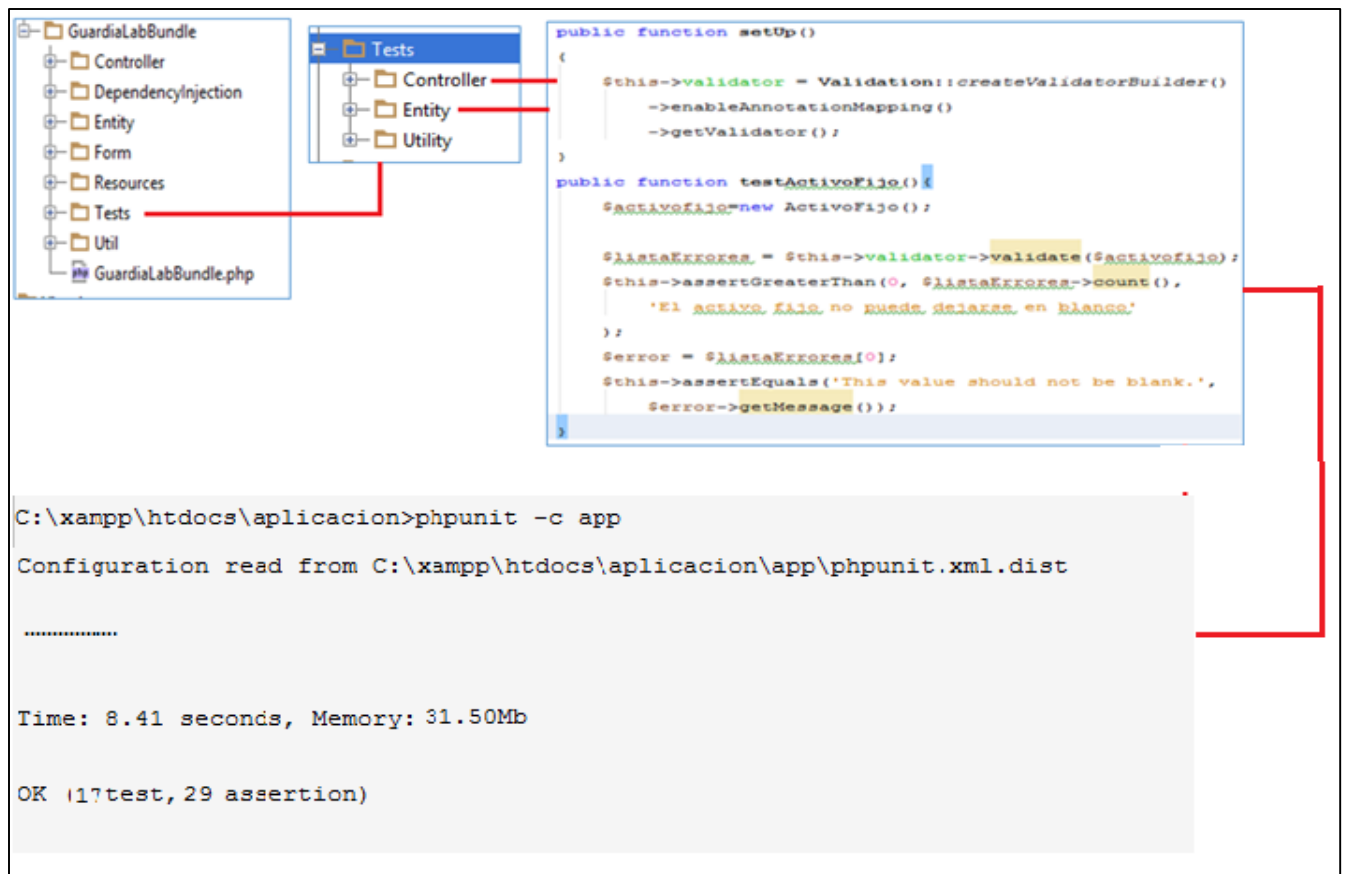 GuardiaLabBundle
Controller
DependencyInjection
Entity
Form
Resources
Tests
Util
GuardiaLabBundle.php
Tests
Controller
Entity
Utility
public function setUp()
{
$this->validator = Validation::createValidatorBuilder()
->enableAnnotationMapping()
->getValidator();
}
public function testActivoFijo(){
$activofijo=new ActivoFijo();
$listaErrores = $this->validator->validate($activofijo);
$this->assertGreaterThan(0, $listaErrores->count(),
'El activo fijo no puede dejarse en blanco'
);
$error = $listaErrores[0];
$this->assertEquals('This value should not be blank.',
$error->getMessage());
}
C:\xampp\htdocs\aplicacion>phpunit -c app
Configuration read from C:\xampp\htdocs\aplicacion\app\phpunit.xml.dist
.................
Time: 8.41 seconds, Memory: 31.50Mb
OK (17 test, 29 assertion)